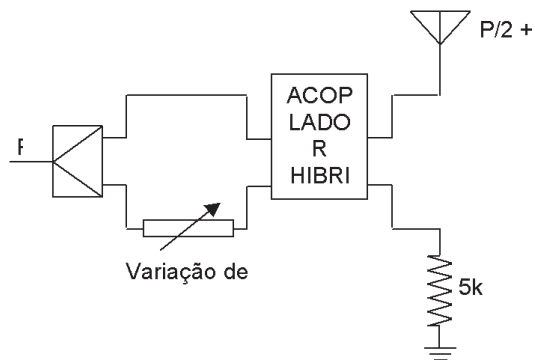 P/2 +
ACOP
LADO
R
HIBRI
Variação de
5k